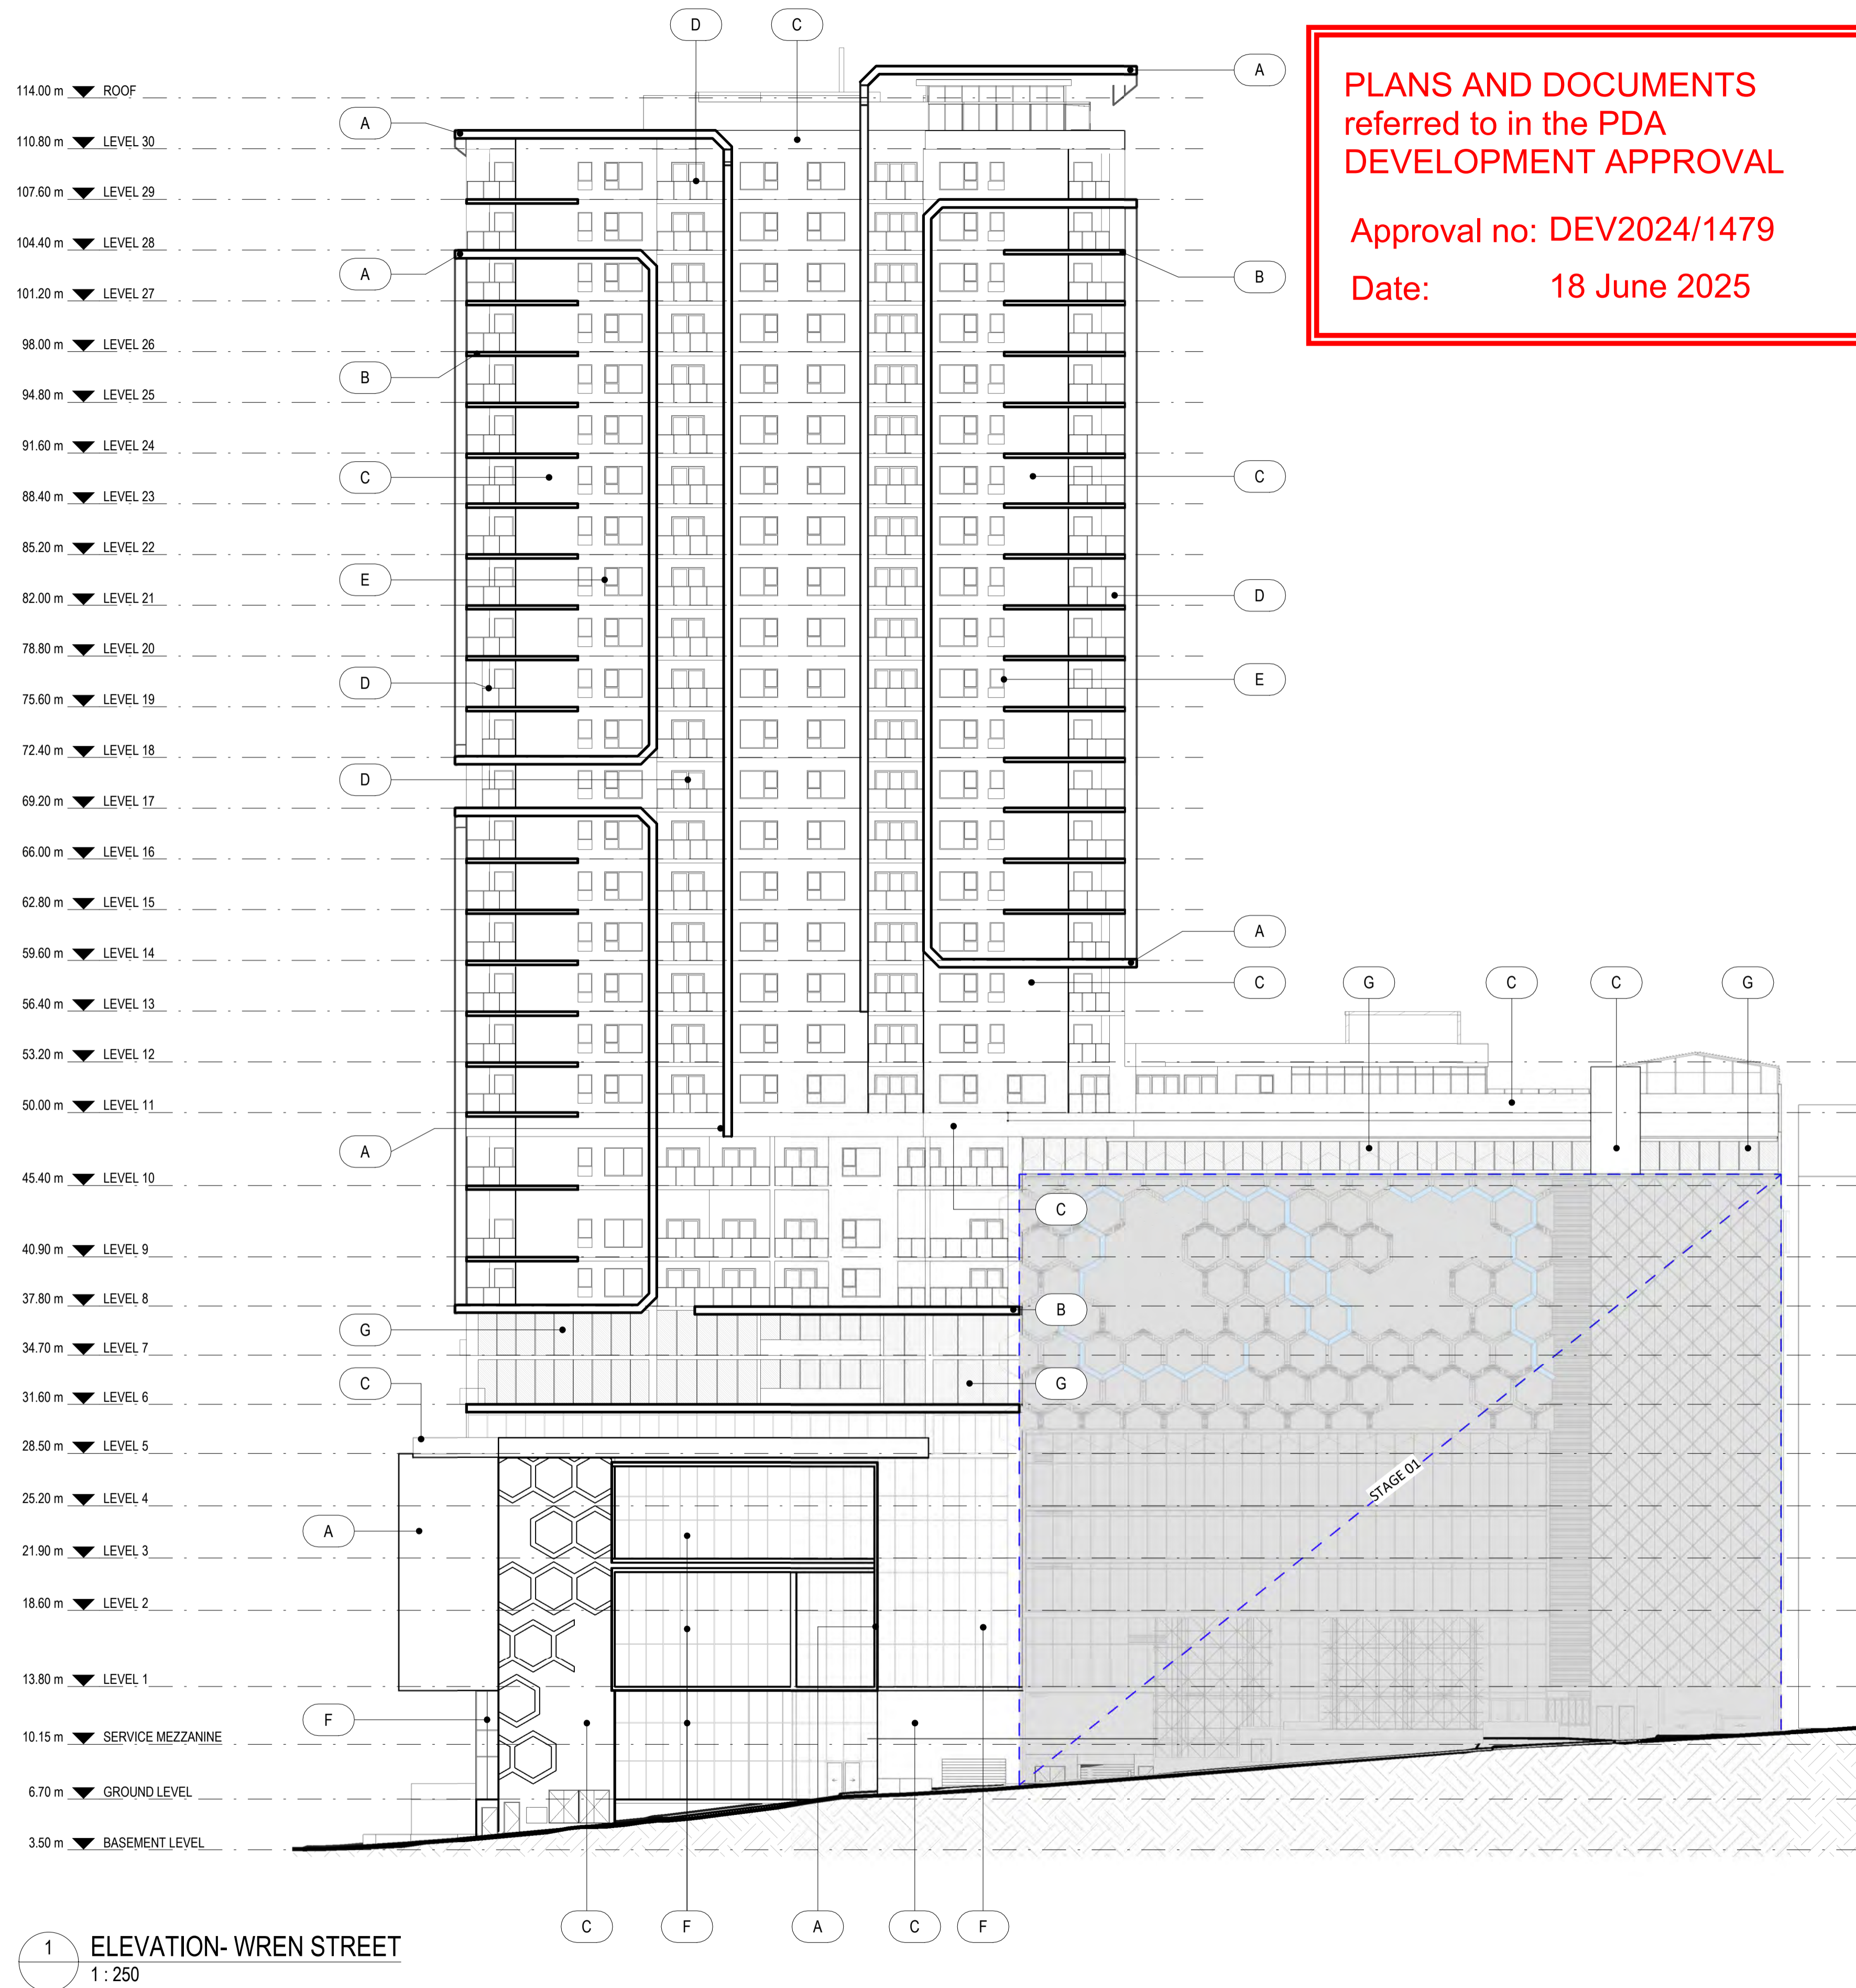 D
C
A
PLANS AND DOCUMENTS
referred to in the PDA
DEVELOPMENT APPROVAL
Approval no: DEV2024/1479
Date: 18 June 2025
114.00 m ROOF
A
110.80 m LEVEL 30
107.60 m LEVEL 29
104.40 m LEVEL 28
A
B
101.20 m LEVEL 27
98.00 m LEVEL 26
B
94.80 m LEVEL 25
91.60 m LEVEL 24
C
C
88.40 m LEVEL 23
85.20 m LEVEL 22
E
D
82.00 m LEVEL 21
78.80 m LEVEL 20
D
E
75.60 m LEVEL 19
72.40 m LEVEL 18
D
69.20 m LEVEL 17
66.00 m LEVEL 16
62.80 m LEVEL 15
A
59.60 m LEVEL 14
C
G
C
C
G
56.40 m LEVEL 13
53.20 m LEVEL 12
50.00 m LEVEL 11
A
45.40 m LEVEL 10
C
40.90 m LEVEL 9
37.80 m LEVEL 8
B
G
34.70 m LEVEL 7
C
G
31.60 m LEVEL 6
28.50 m LEVEL 5
STAGE 01
25.20 m LEVEL 4
A
21.90 m LEVEL 3
18.60 m LEVEL 2
13.80 m LEVEL 1
F
10.15 m SERVICE MEZZANINE
6.70 m GROUND LEVEL
3.50 m BASEMENT LEVEL
C
F
A
C
F
1 ELEVATION- WREN STREET
1 : 250